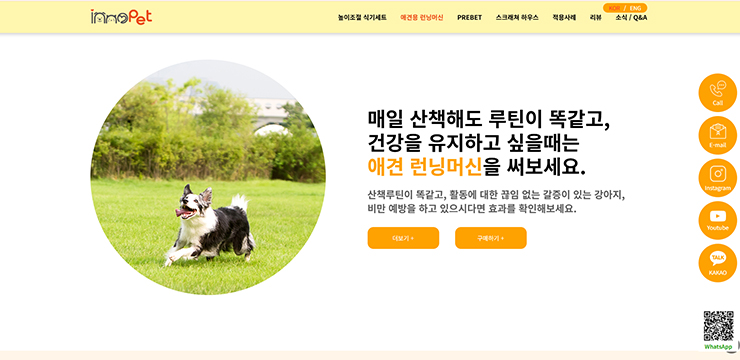 innoPet
KOR / ENG
높이조절 식기세트 애견용 런닝머신 PREBET 스크래쳐 하우스 적용사례 리뷰 소식 / Q&A
매일 산책해도 루틴이 똑같고,
건강을 유지하고 싶을때는
애견 런닝머신을 써보세요.
산책루틴이 똑같고, 활동에 대한 끊임 없는 갈증이 있는 강아지,
비만 예방을 하고 있으시다면 효과를 확인해보세요.
더보기 + 구매하기 +
Call
E-mail
Instagram
Youtube
TALK
KAKAO
WhatsApp